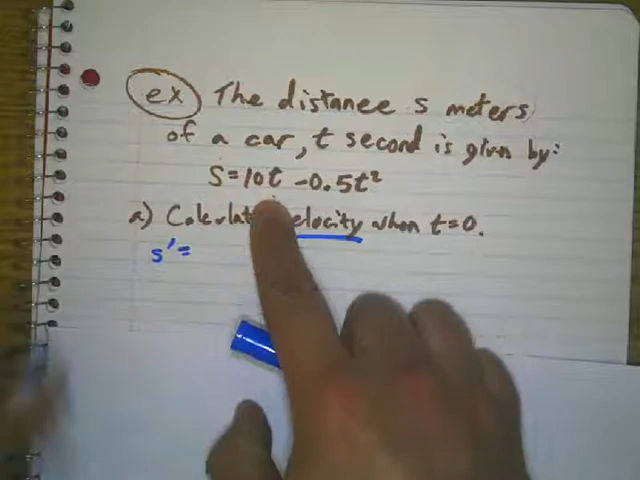 ex The distance s meters
of a car, t second is given by:
S=10t -0.5t²
a) Calculat elocity when t=0.
s'=